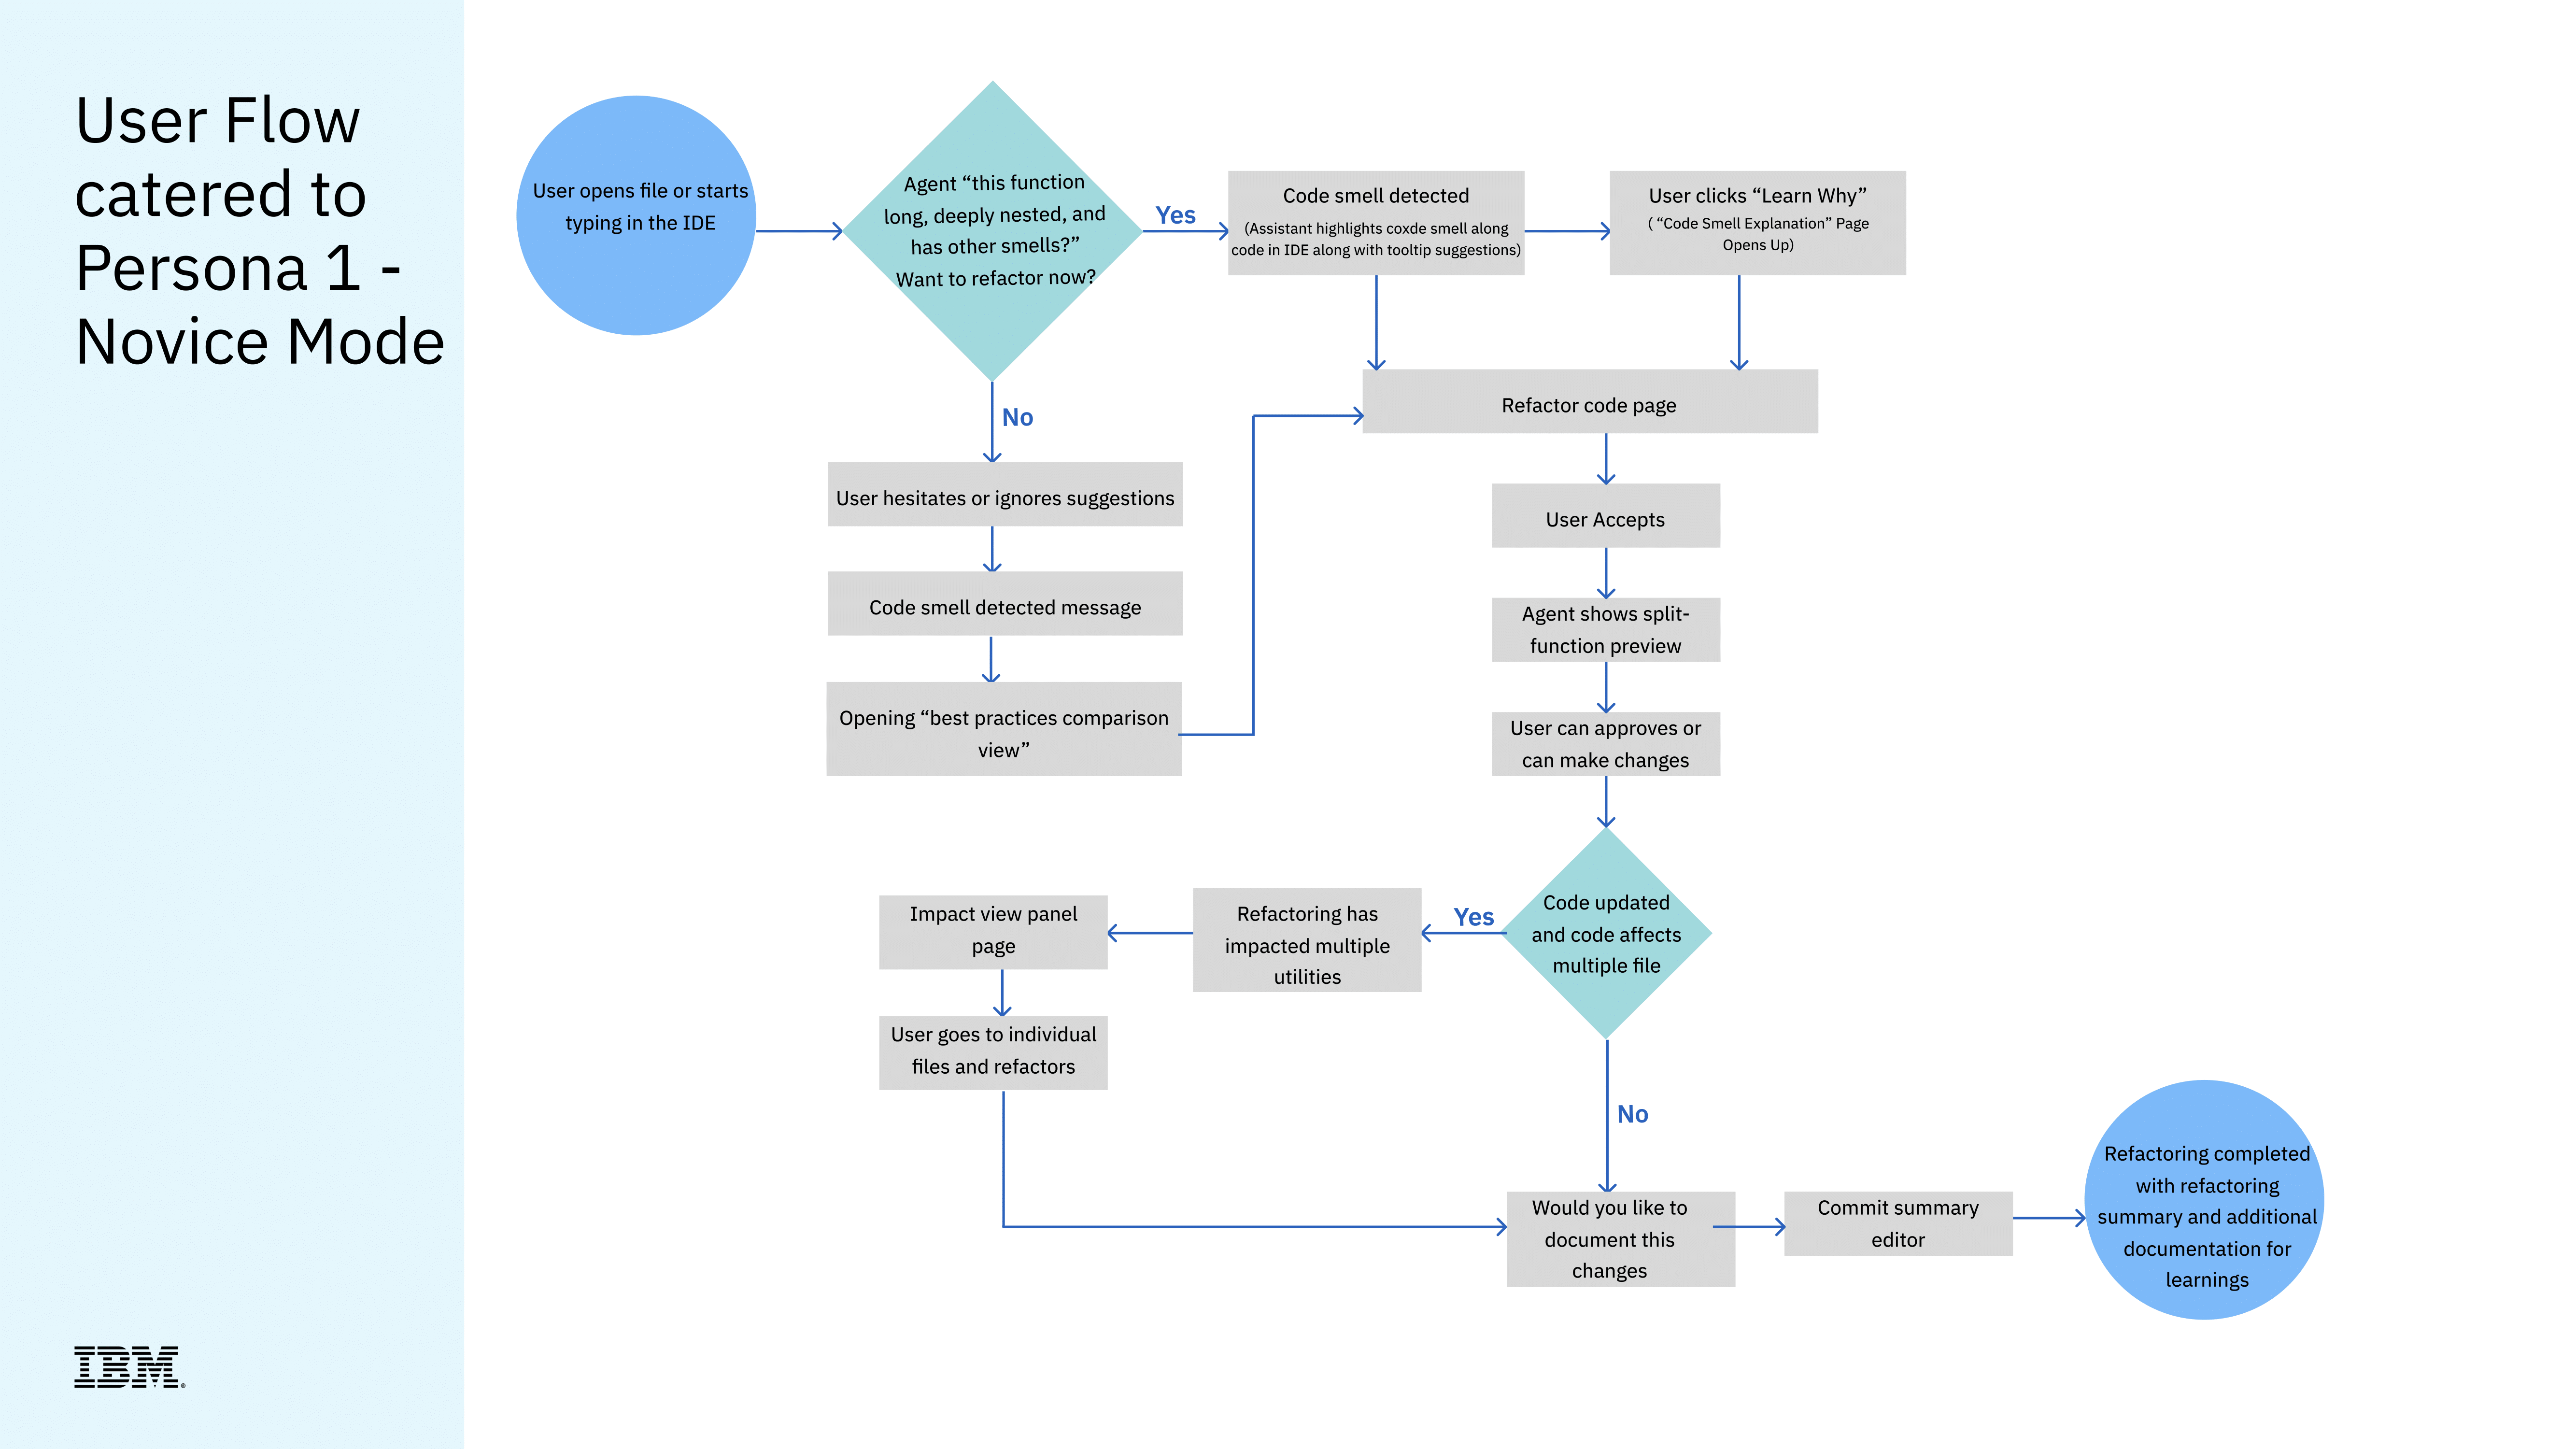 User Flow
catered to
Persona 1 -
Novice Mode
User opens file or starts
typing in the IDE
Agent “this function
long, deeply nested, and
has other smells?”
Want to refactor now?
Yes
Code smell detected
(Assistant highlights coxde smell along
code in IDE along with tooltip suggestions)
User clicks “Learn Why”
( “Code Smell Explanation” Page
Opens Up)
No
Refactor code page
User hesitates or ignores suggestions
User Accepts
Code smell detected message
Agent shows split-
function preview
Opening “best practices comparison
view”
User can approves or
can make changes
Code updated
and code affects
multiple file
Yes
Refactoring has
impacted multiple
utilities
Impact view panel
page
User goes to individual
files and refactors
No
Would you like to
document this
changes
Commit summary
editor
Refactoring completed
with refactoring
summary and additional
documentation for
learnings
IBM®